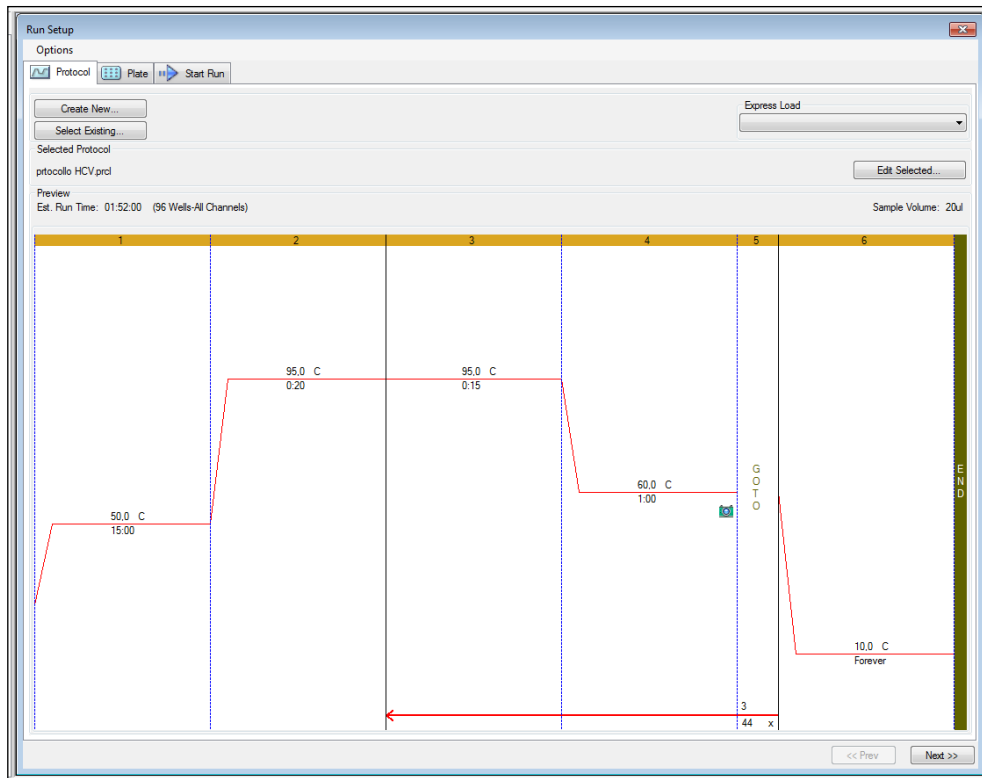 Run Setup
Options
Protocol Plate Start Run
Create New...
Select Existing...
Express Load
Selected Protocol
prtocollo HCV.prcl
Edit Selected...
Preview
Est. Run Time: 01:52:00 (96 Wells-All Channels)
Sample Volume: 20ul
1 2 3 4 5 6
95,0 C
0:20
95,0 C
0:15
60,0 C
1:00
50,0 C
15:00
GOTO
END
10,0 C
Forever
3
44 x
<< Prev Next >>